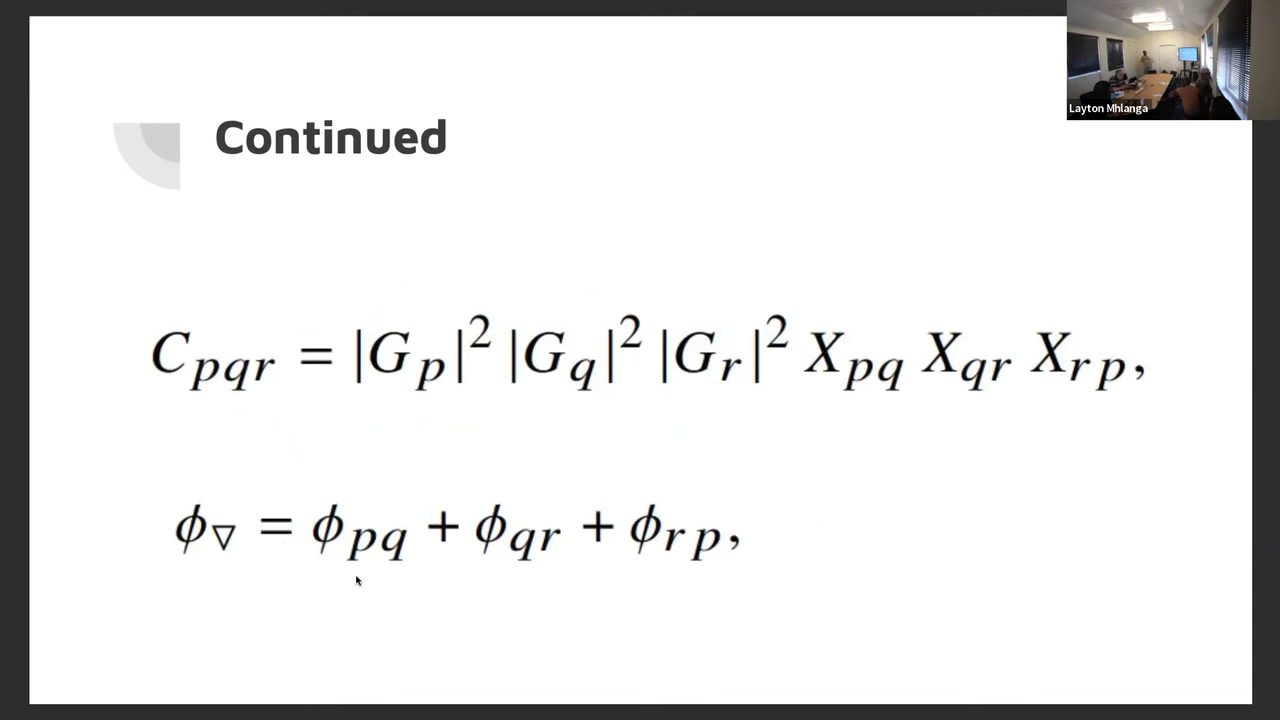 Layton Mhlanga
Continued
C_{pqr} = |G_p|^2 |G_q|^2 |G_r|^2 X_{pq} X_{qr} X_{rp},
ϕ_∇ = ϕ_{pq} + ϕ_{qr} + ϕ_{rp},